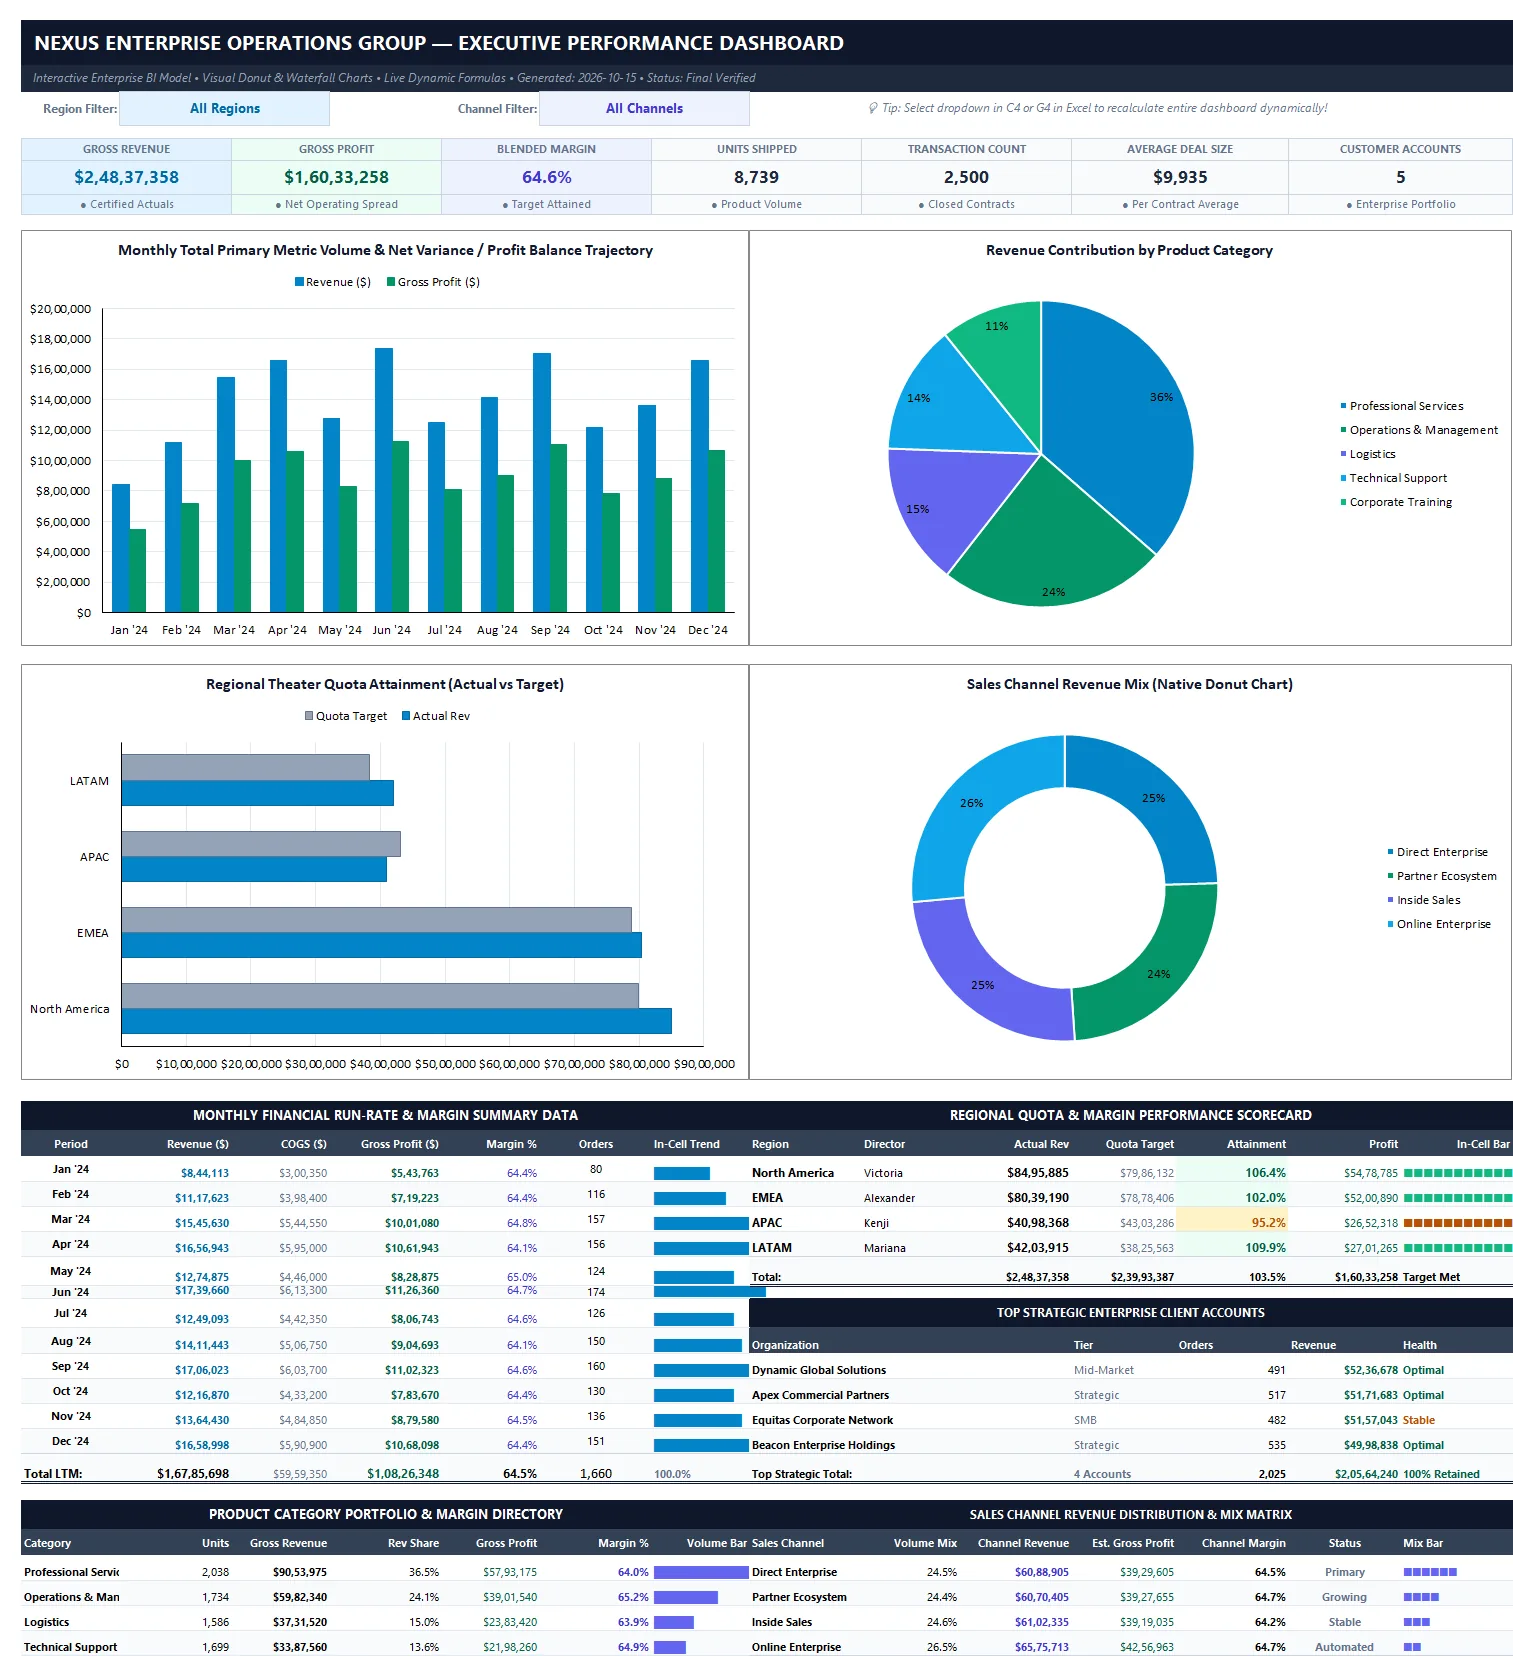 NEXUS ENTERPRISE OPERATIONS GROUP — EXECUTIVE PERFORMANCE DASHBOARD
Interactive Enterprise BI Model • Visual Donut & Waterfall Charts • Live Dynamic Formulas • Generated: 2026-10-15 • Status: Final Verified
Region Filter: All Regions Channel Filter: All Channels 💡 Tip: Select dropdown in C4 or G4 in Excel to recalculate entire dashboard dynamically!
GROSS REVENUE GROSS PROFIT BLENDED MARGIN UNITS SHIPPED TRANSACTION COUNT AVERAGE DEAL SIZE CUSTOMER ACCOUNTS
$2,48,37,358 $1,60,33,258 64.6% 8,739 2,500 $9,935 5
● Certified Actuals ● Net Operating Spread ● Target Attained ● Product Volume ● Closed Contracts ● Per Contract Average ● Enterprise Portfolio
Monthly Total Primary Metric Volume & Net Variance / Profit Balance Trajectory
Revenue ($) Gross Profit ($)
$20,00,000
$18,00,000
$16,00,000
$14,00,000
$12,00,000
$10,00,000
$8,00,000
$6,00,000
$4,00,000
$2,00,000
$0
Jan '24 Feb '24 Mar '24 Apr '24 May '24 Jun '24 Jul '24 Aug '24 Sep '24 Oct '24 Nov '24 Dec '24
Revenue Contribution by Product Category
11%
36%
14%
15%
24%
Professional Services
Operations & Management
Logistics
Technical Support
Corporate Training
Regional Theater Quota Attainment (Actual vs Target)
Quota Target Actual Rev
LATAM
APAC
EMEA
North America
$0 $10,00,000 $20,00,000 $30,00,000 $40,00,000 $50,00,000 $60,00,000 $70,00,000 $80,00,000 $90,00,000
Sales Channel Revenue Mix (Native Donut Chart)
26%
25%
25%
24%
Direct Enterprise
Partner Ecosystem
Inside Sales
Online Enterprise
MONTHLY FINANCIAL RUN-RATE & MARGIN SUMMARY DATA
Period Revenue ($) COGS ($) Gross Profit ($) Margin % Orders In-Cell Trend
Jan '24 $8,44,113 $3,00,350 $5,43,763 64.4% 80
Feb '24 $11,17,623 $3,98,400 $7,19,223 64.4% 116
Mar '24 $15,45,630 $5,44,550 $10,01,080 64.8% 157
Apr '24 $16,56,943 $5,95,000 $10,61,943 64.1% 156
May '24 $12,74,875 $4,46,000 $8,28,875 65.0% 124
Jun '24 $17,39,660 $6,13,300 $11,26,360 64.7% 174
Jul '24 $12,49,093 $4,42,350 $8,06,743 64.6% 126
Aug '24 $14,11,443 $5,06,750 $9,04,693 64.1% 150
Sep '24 $17,06,023 $6,03,700 $11,02,323 64.6% 160
Oct '24 $12,16,870 $4,33,200 $7,83,670 64.4% 130
Nov '24 $13,64,430 $4,84,850 $8,79,580 64.5% 136
Dec '24 $16,58,998 $5,90,900 $10,68,098 64.4% 151
Total LTM: $1,67,85,698 $59,59,350 $1,08,26,348 64.5% 1,660 100.0%
REGIONAL QUOTA & MARGIN PERFORMANCE SCORECARD
Region Director Actual Rev Quota Target Attainment Profit In-Cell Bar
North America Victoria $84,95,885 $79,86,132 106.4% $54,78,785
EMEA Alexander $80,39,190 $78,78,406 102.0% $52,00,890
APAC Kenji $40,98,368 $43,03,286 95.2% $26,52,318
LATAM Mariana $42,03,915 $38,25,563 109.9% $27,01,265
Total: $2,48,37,358 $2,39,93,387 103.5% $1,60,33,258 Target Met
TOP STRATEGIC ENTERPRISE CLIENT ACCOUNTS
Organization Tier Orders Revenue Health
Dynamic Global Solutions Mid-Market 491 $52,36,678 Optimal
Apex Commercial Partners Strategic 517 $51,71,683 Optimal
Equitas Corporate Network SMB 482 $51,57,043 Stable
Beacon Enterprise Holdings Strategic 535 $49,98,838 Optimal
Top Strategic Total: 4 Accounts 2,025 $2,05,64,240 100% Retained
PRODUCT CATEGORY PORTFOLIO & MARGIN DIRECTORY
Category Units Gross Revenue Rev Share Gross Profit Margin % Volume Bar
Professional Servic 2,038 $90,53,975 36.5% $57,93,175 64.0%
Operations & Man 1,734 $59,82,340 24.1% $39,01,540 65.2%
Logistics 1,586 $37,31,520 15.0% $23,83,420 63.9%
Technical Support 1,699 $33,87,560 13.6% $21,98,260 64.9%
SALES CHANNEL REVENUE DISTRIBUTION & MIX MATRIX
Sales Channel Volume Mix Channel Revenue Est. Gross Profit Channel Margin Status Mix Bar
Direct Enterprise 24.5% $60,88,905 $39,29,605 64.5% Primary
Partner Ecosystem 24.4% $60,70,405 $39,27,655 64.7% Growing
Inside Sales 24.6% $61,02,335 $39,19,035 64.2% Stable
Online Enterprise 26.5% $65,75,713 $42,56,963 64.7% Automated